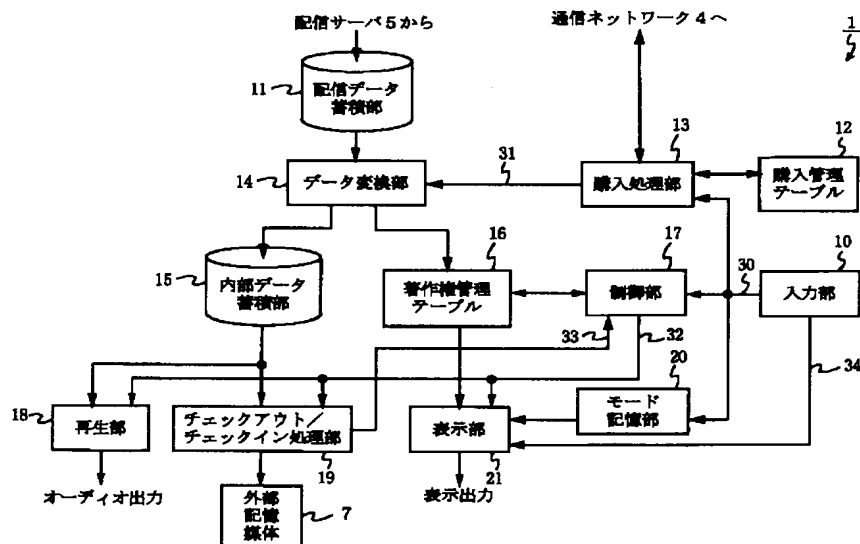 配信サーバ5から
通信ネットワーク4へ
1
11
配信データ
蓄積部
13
12
31
14
データ変換部
購入処理部
購入管理
テーブル
16
17
10
15
内部データ
蓄積部
著作権管理
テーブル
制御部
30
入力部
33
32
34
20
18
再生部
チェックアウト/
チェックイン処理部
表示部
モード
記憶部
19
21
オーディオ出力
表示出力
外部
記憶
媒体
7